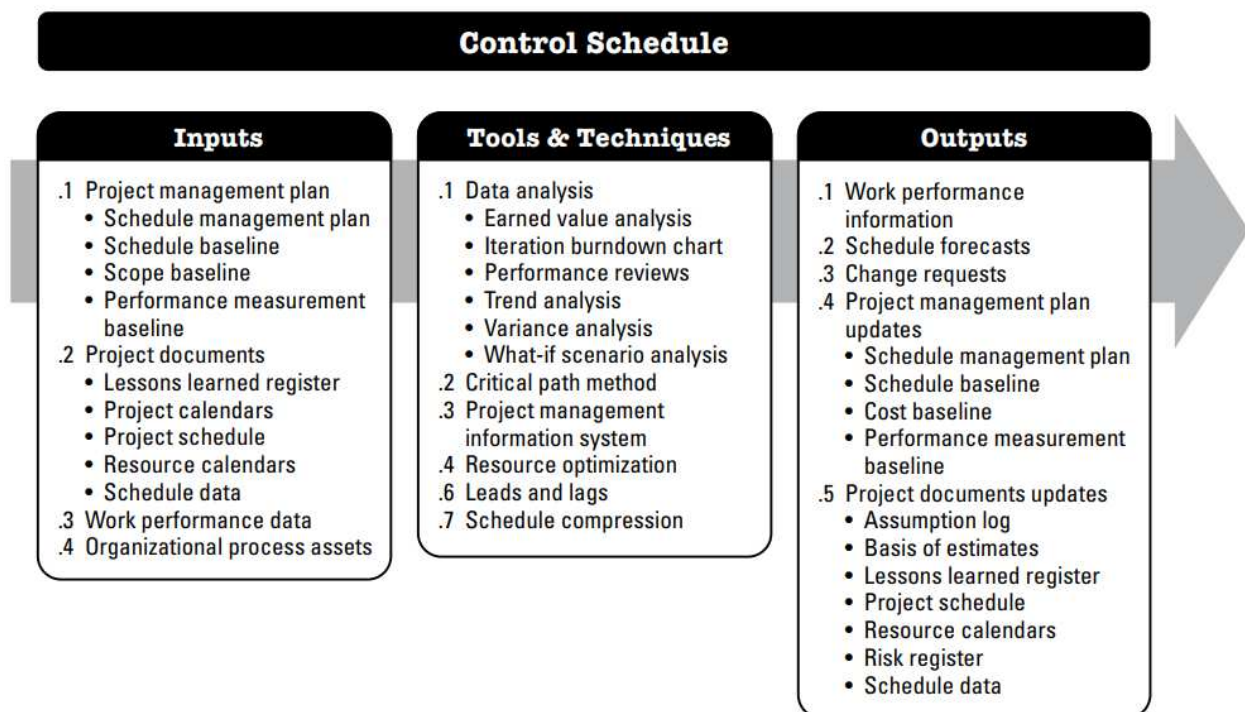 Control Schedule
Inputs
.1 Project management plan
• Schedule management plan
• Schedule baseline
• Scope baseline
• Performance measurement
baseline
.2 Project documents
• Lessons learned register
• Project calendars
• Project schedule
• Resource calendars
• Schedule data
.3 Work performance data
.4 Organizational process assets
Tools & Techniques
.1 Data analysis
• Earned value analysis
• Iteration burndown chart
• Performance reviews
• Trend analysis
• Variance analysis
• What-if scenario analysis
.2 Critical path method
.3 Project management
information system
.4 Resource optimization
.6 Leads and lags
.7 Schedule compression
Outputs
.1 Work performance
information
.2 Schedule forecasts
.3 Change requests
.4 Project management plan
updates
• Schedule management plan
• Schedule baseline
• Cost baseline
• Performance measurement
baseline
.5 Project documents updates
• Assumption log
• Basis of estimates
• Lessons learned register
• Project schedule
• Resource calendars
• Risk register
• Schedule data